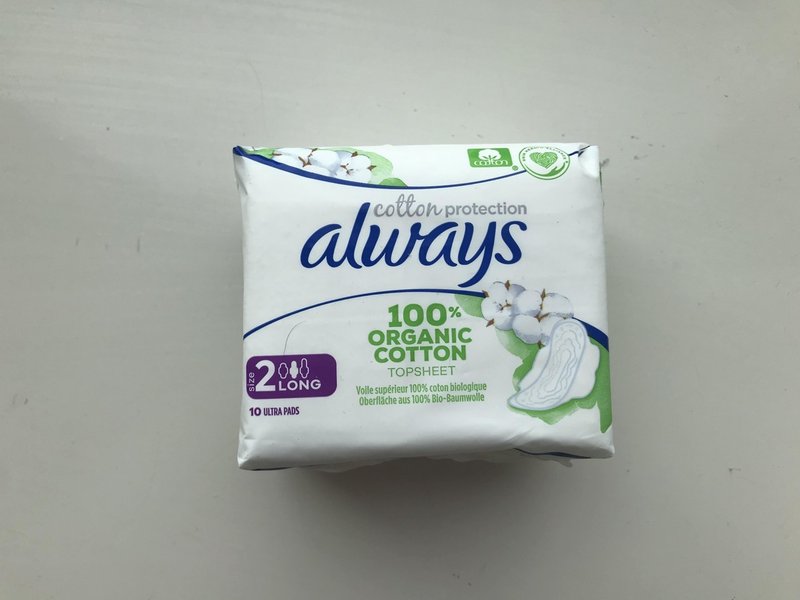 cotton
cotton protection
always
100%
ORGANIC
COTTON
TOPSHEET
Voile supérieur 100% coton biologique
Oberfläche aus 100% Bio-Baumwolle
size 2 LONG
10 ULTRA PADS